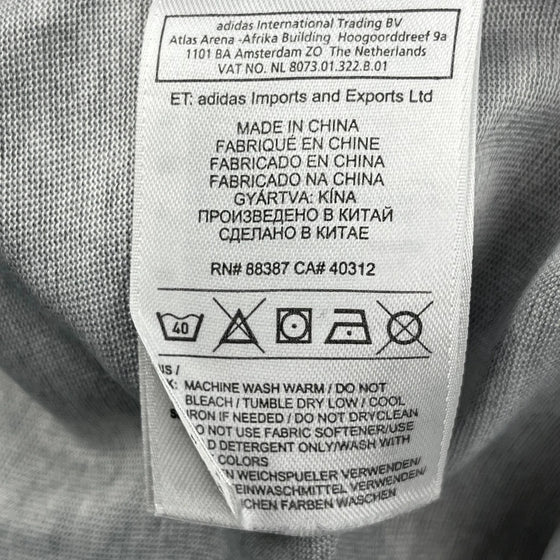 adidas International Trading BV
Atlas Arena -Afrika Building Hoogoorddreef 9a
1101 BA Amsterdam ZO The Netherlands
VAT NO. NL 8073.01.322.B.01
ET: adidas Imports and Exports Ltd
MADE IN CHINA
FABRIQUÉ EN CHINE
FABRICADO EN CHINA
FABRICADO NA CHINA
GYÁRTVA: KÍNA
ПРОИЗВЕДЕНО В КИТАЙ
СДЕЛАНО В КИТАЕ
RN# 88387 CA# 40312
40
US /
K: MACHINE WASH WARM / DO NOT
BLEACH / TUMBLE DRY LOW / COOL
IRON IF NEEDED / DO NOT DRYCLEAN
DO NOT USE FABRIC SOFTENER/USE
D DETERGENT ONLY/WASH WITH
COLORS
N WEICHSPUELER VERWENDEN/
EINWASCHMITTEL VERWENDEN/
ICHEN FARBEN WASCHEN